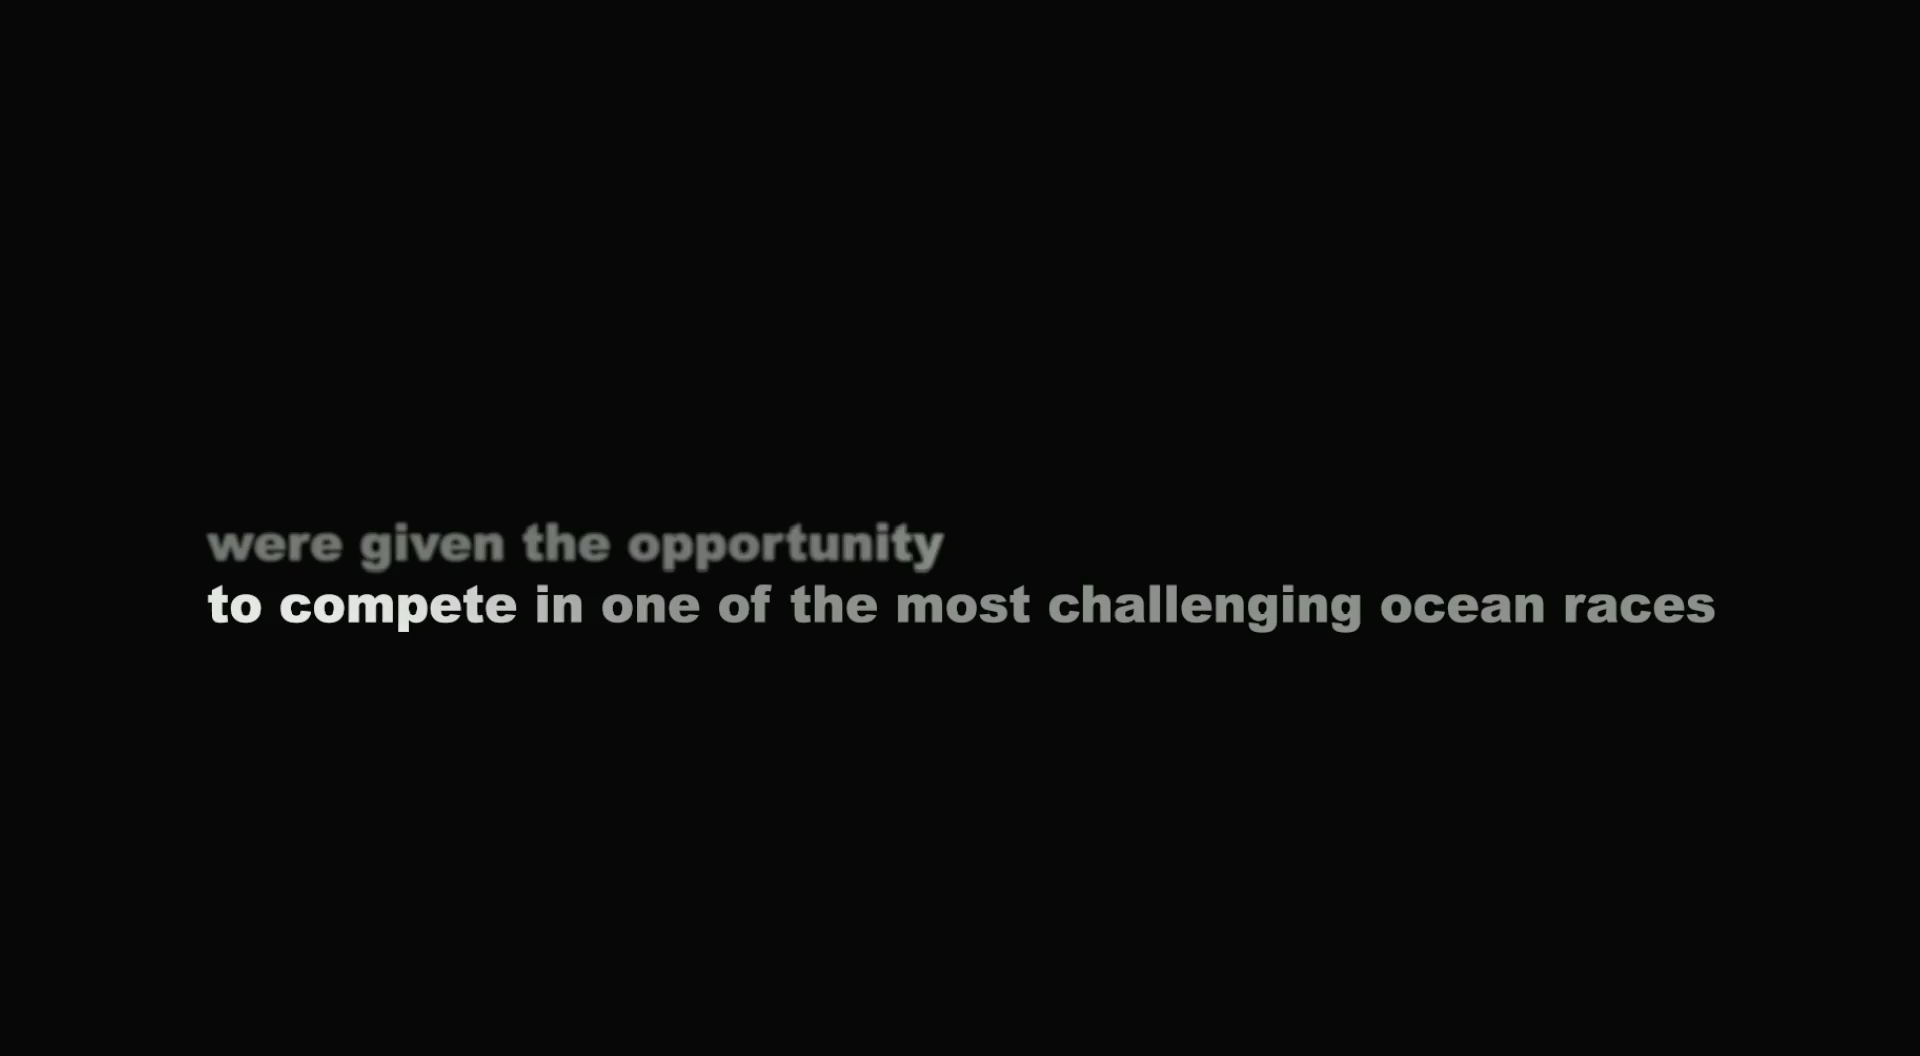 were given the opportunity
to compete in one of the most challenging ocean races